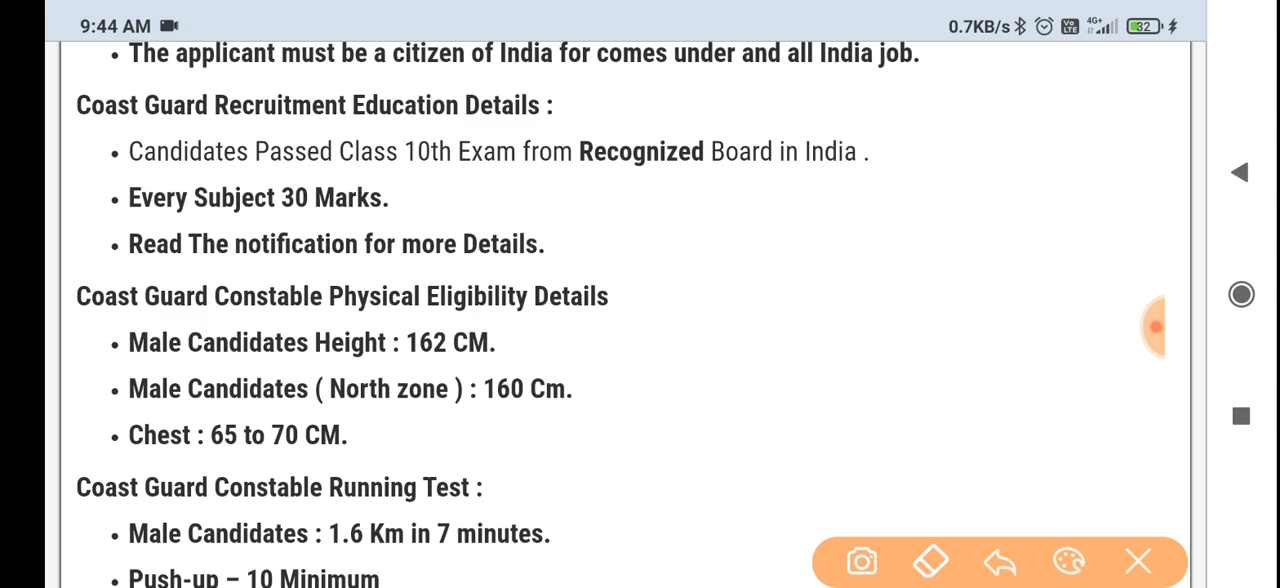 9:44 AM
0.7KB/s Vo LTE 4G+ 32
• The applicant must be a citizen of India for comes under and all India job.
Coast Guard Recruitment Education Details :
• Candidates Passed Class 10th Exam from Recognized Board in India .
• Every Subject 30 Marks.
• Read The notification for more Details.
Coast Guard Constable Physical Eligibility Details
• Male Candidates Height : 162 CM.
• Male Candidates ( North zone ) : 160 Cm.
• Chest : 65 to 70 CM.
Coast Guard Constable Running Test :
• Male Candidates : 1.6 Km in 7 minutes.
• Push-up – 10 Minimum